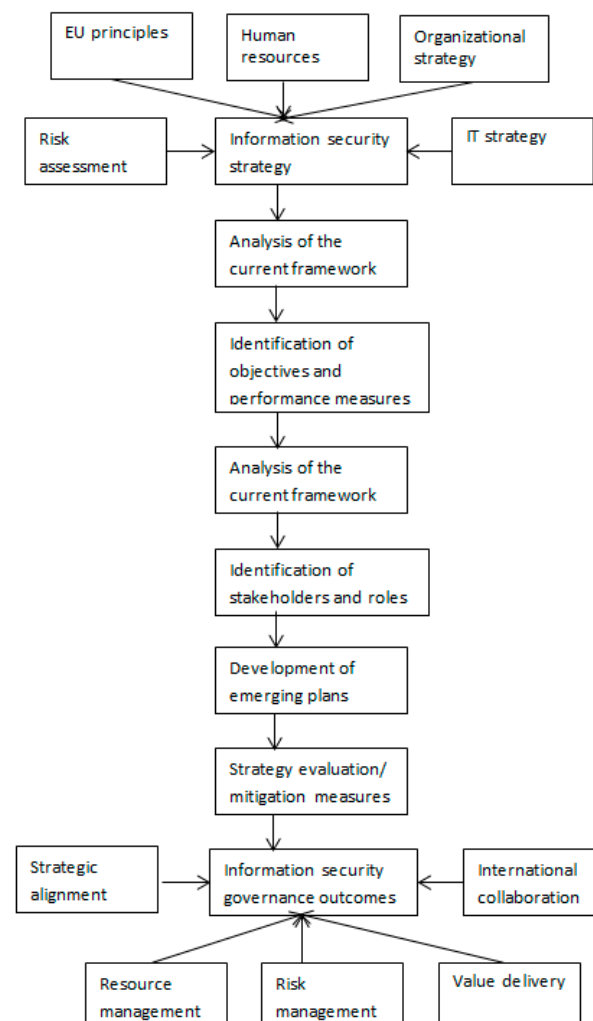 EU principles
Human
resources
Organizational
strategy
Risk
assessment
Information security
strategy
IT strategy
Analysis of the
current framework
Identification of
objectives and
performance measures
Analysis of the
current framework
Identification of
stakeholders and roles
Development of
emerging plans
Strategy evaluation/
mitigation measures
Strategic
alignment
Information security
governance outcomes
International
collaboration
Resource
management
Risk
management
Value delivery